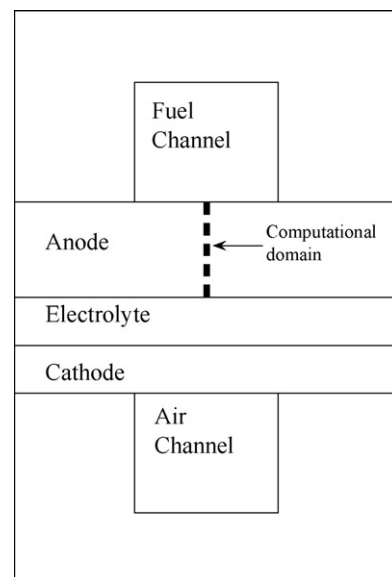 Fuel
Channel
Anode
Computational
domain
Electrolyte
Cathode
Air
Channel